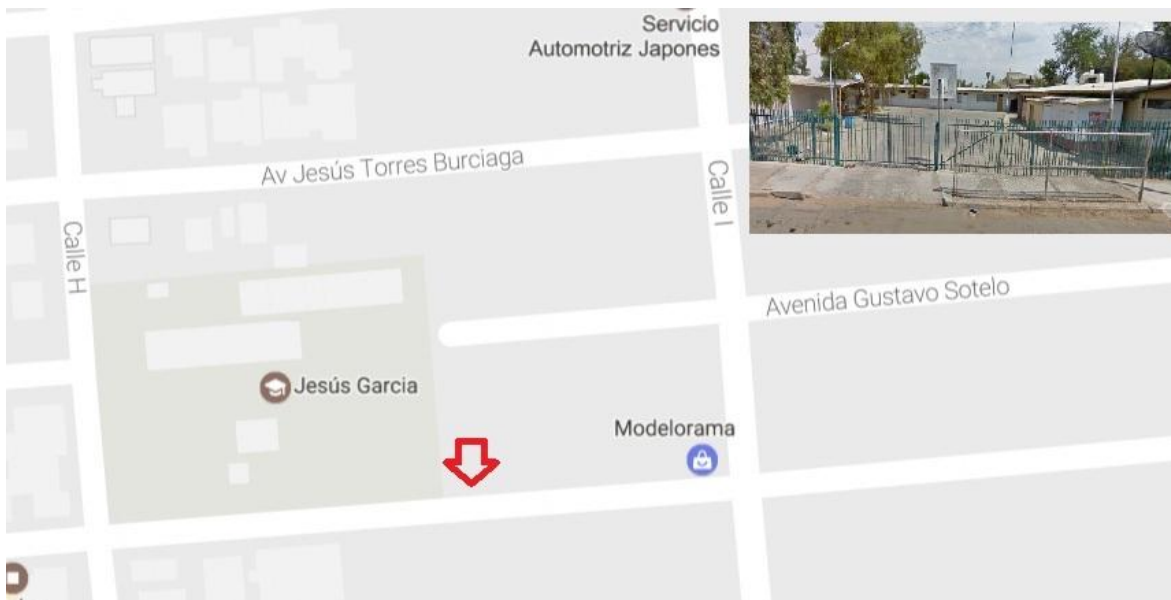 Servicio
Automotriz Japones
Av Jesús Torres Burciaga
Calle H
Calle I
Avenida Gustavo Sotelo
Jesús Garcia
Modelorama